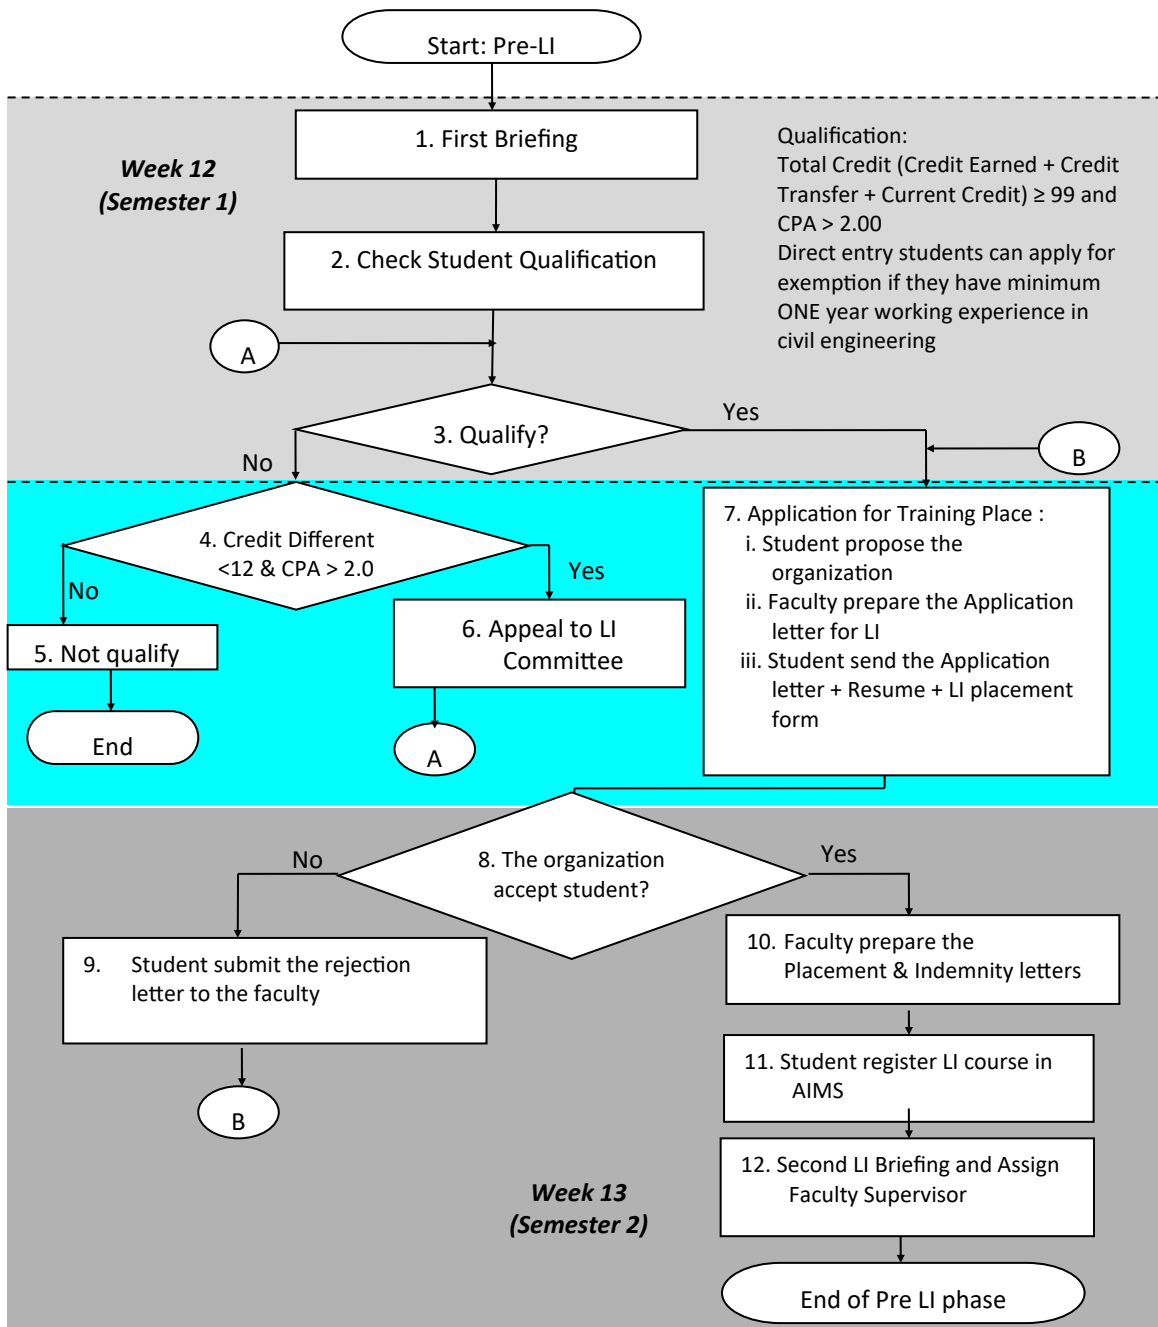 Start: Pre-LI
1. First Briefing
Week 12
(Semester 1)
Qualification:
Total Credit (Credit Earned + Credit
Transfer + Current Credit) ≥ 99 and
CPA > 2.00
Direct entry students can apply for
exemption if they have minimum
ONE year working experience in
civil engineering
2. Check Student Qualification
A
3. Qualify?
Yes
B
No
4. Credit Different
<12 & CPA > 2.0
No
Yes
5. Not qualify
End
6. Appeal to LI
Committee
A
7. Application for Training Place :
i. Student propose the
organization
ii. Faculty prepare the Application
letter for LI
iii. Student send the Application
letter + Resume + LI placement
form
8. The organization
accept student?
No
Yes
9. Student submit the rejection
letter to the faculty
B
10. Faculty prepare the
Placement & Indemnity letters
11. Student register LI course in
AIMS
12. Second LI Briefing and Assign
Faculty Supervisor
Week 13
(Semester 2)
End of Pre LI phase